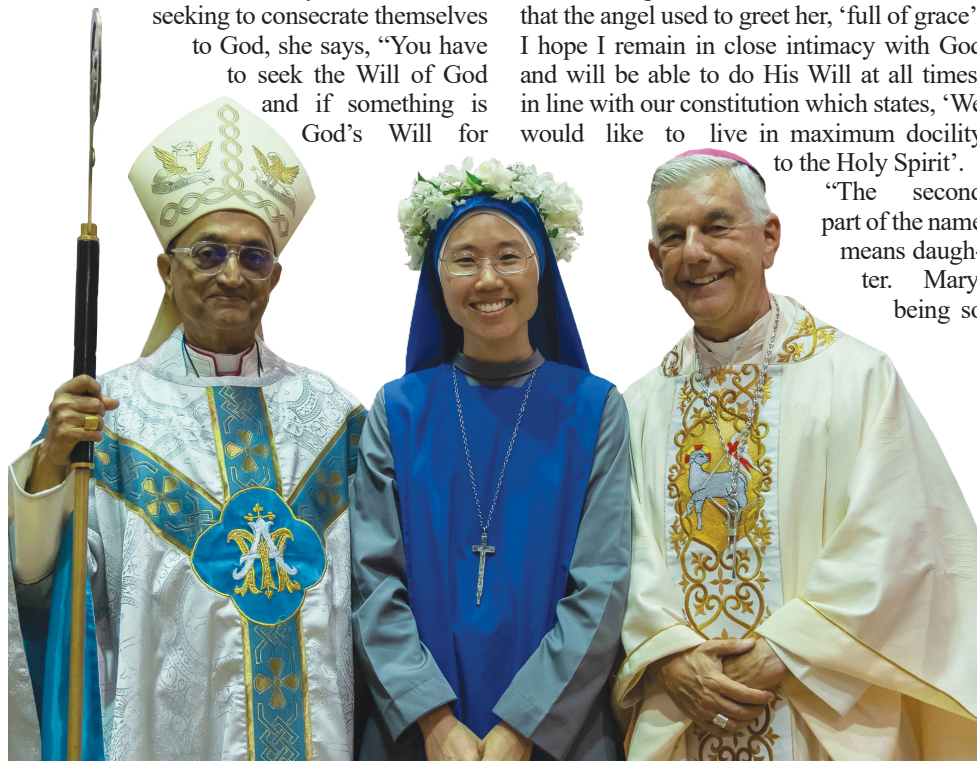 seeking to consecrate themselves
to God, she says, “You have
to seek the Will of God
and if something is
God’s Will for
that the angel used to greet her, ‘full of grace’
I hope I remain in close intimacy with God
and will be able to do His Will at all times
in line with our constitution which states, ‘We
would like to live in maximum docility
to the Holy Spirit’.
“The second
part of the name
means daugh-
ter. Mary
being so